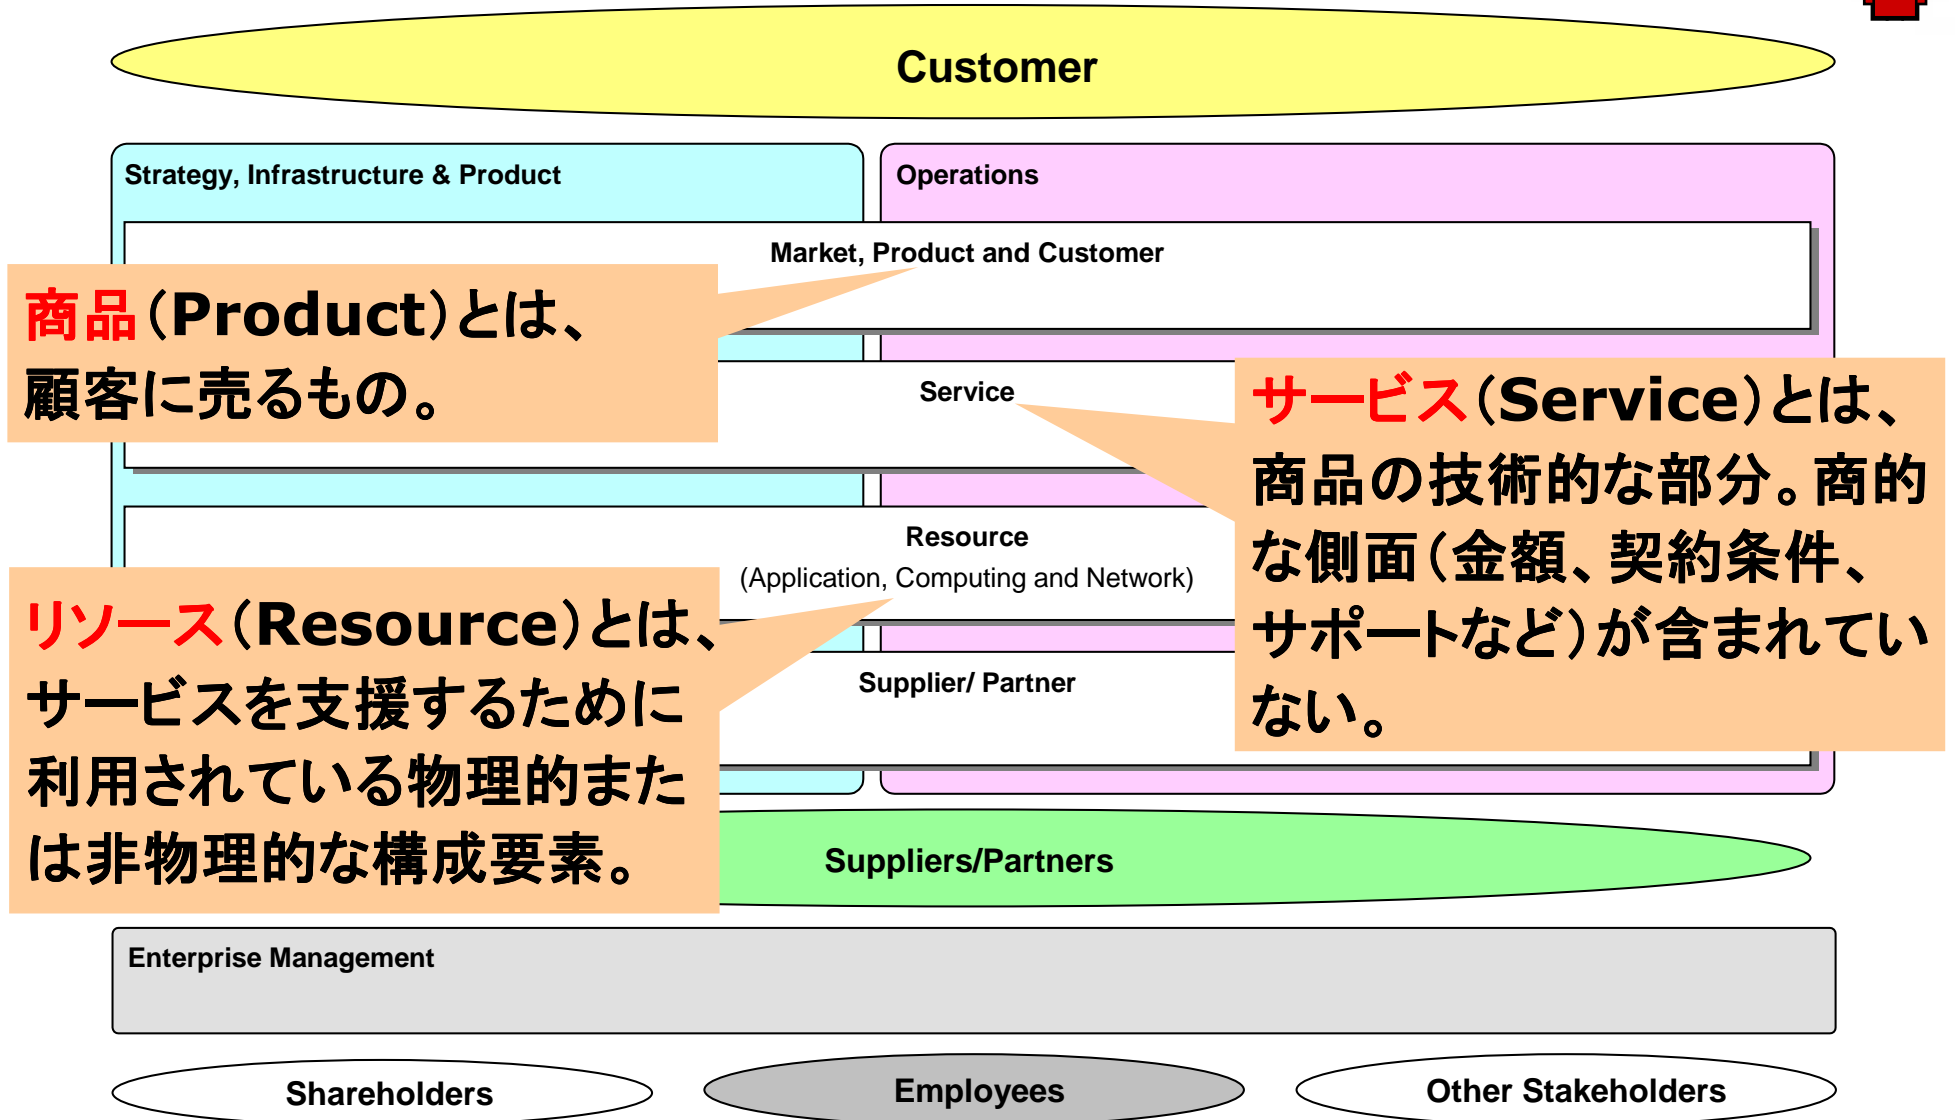 Customer
Strategy, Infrastructure & Product
Operations
Market, Product and Customer
商品(Product)とは、
顧客に売るもの。
Service
サービス(Service)とは、
商品の技術的な部分。商的
な側面(金額、契約条件、
サポートなど)が含まれてい
ない。
Resource
(Application, Computing and Network)
リソース(Resource)とは、
サービスを支援するために
利用されている物理的また
は非物理的な構成要素。
Supplier/ Partner
Suppliers/Partners
Enterprise Management
Shareholders
Employees
Other Stakeholders